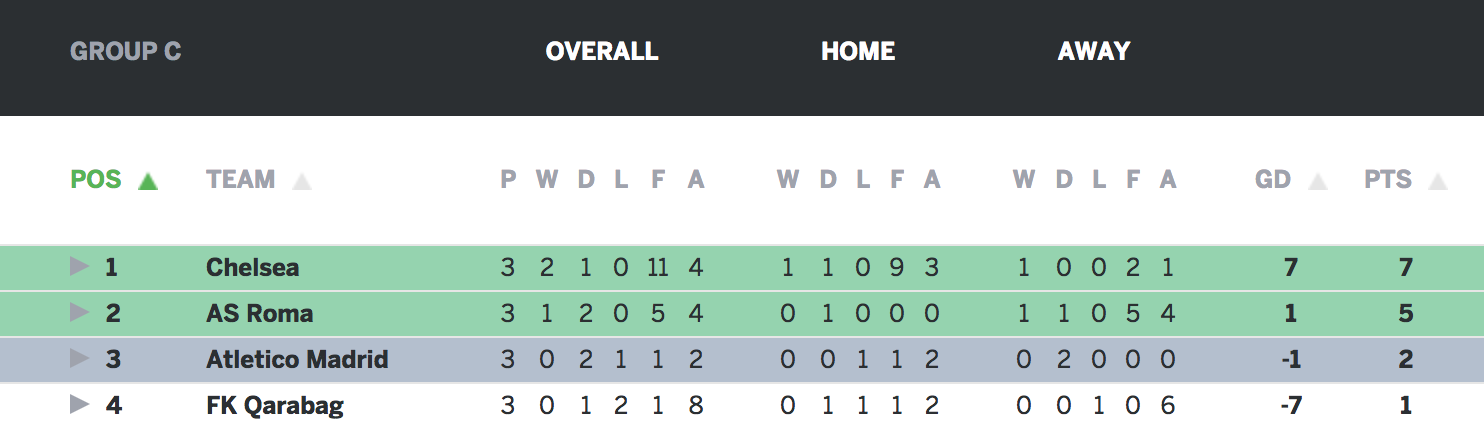 GROUP C OVERALL HOME AWAY
POS TEAM P W D L F A W D L F A W D L F A GD PTS
1 Chelsea 3 2 1 0 11 4 1 1 0 9 3 1 0 0 2 1 7 7
2 AS Roma 3 1 2 0 5 4 0 1 0 0 0 1 1 0 5 4 1 5
3 Atletico Madrid 3 0 2 1 1 2 0 0 1 1 2 0 2 0 0 0 -1 2
4 FK Qarabag 3 0 1 2 1 8 0 1 1 1 2 0 0 1 0 6 -7 1